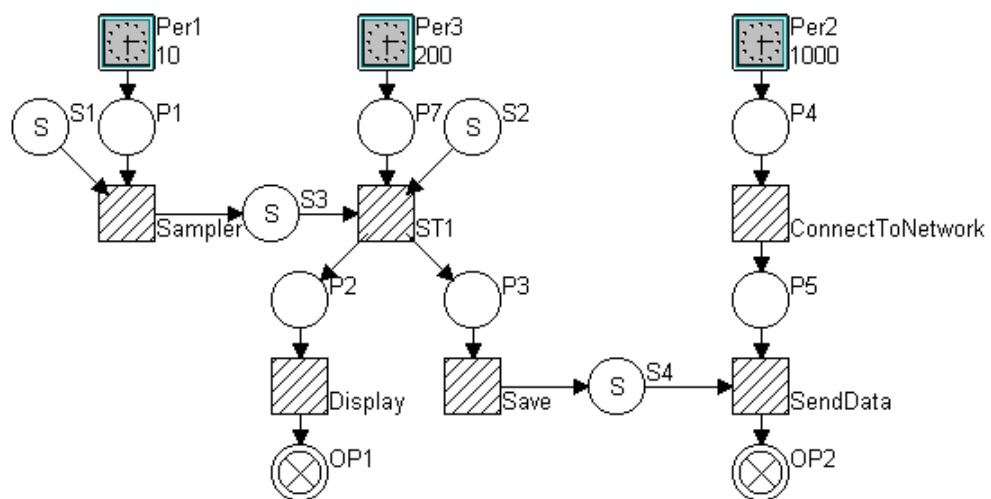 Per1
10
Per3
200
Per2
1000
S1
P1
P7
S2
P4
S
S
S3
S
Sampler
ST1
ConnectToNetwork
P2
P3
P5
S4
S
Display
Save
SendData
OP1
OP2